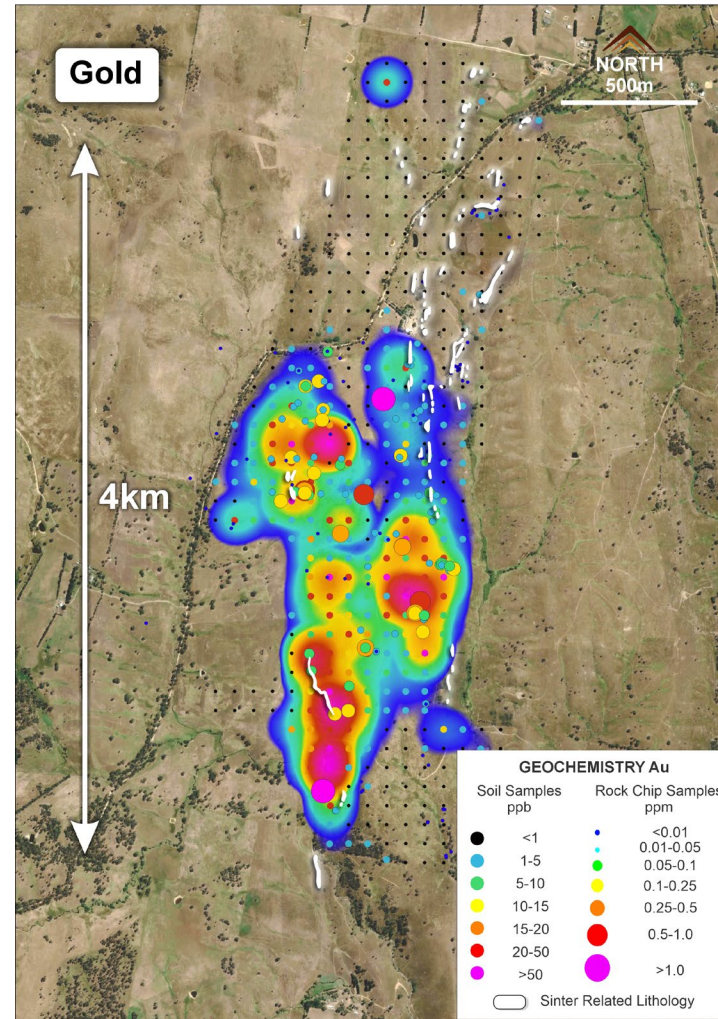 Gold
NORTH
500m
4km
GEOCHEMISTRY Au
Soil Samples
ppb
Rock Chip Samples
ppm
<1
1-5
5-10
10-15
15-20
20-50
>50
<0.01
0.01-0.05
0.05-0.1
0.1-0.25
0.25-0.5
0.5-1.0
>1.0
Sinter Related Lithology